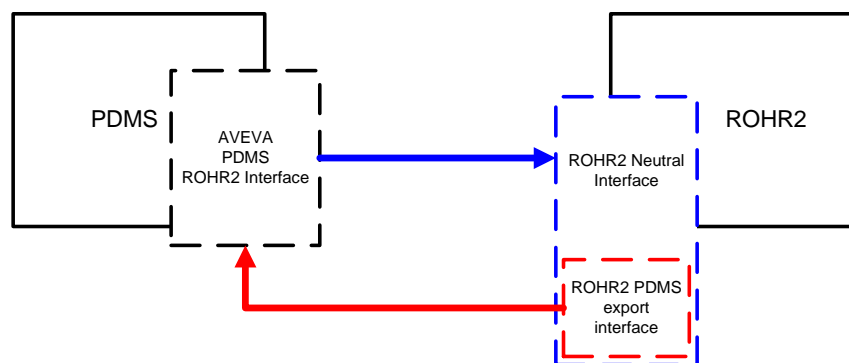 PDMS
AVEVA
PDMS
ROHR2 Interface
ROHR2 Neutral
Interface
ROHR2
ROHR2 PDMS
export
interface